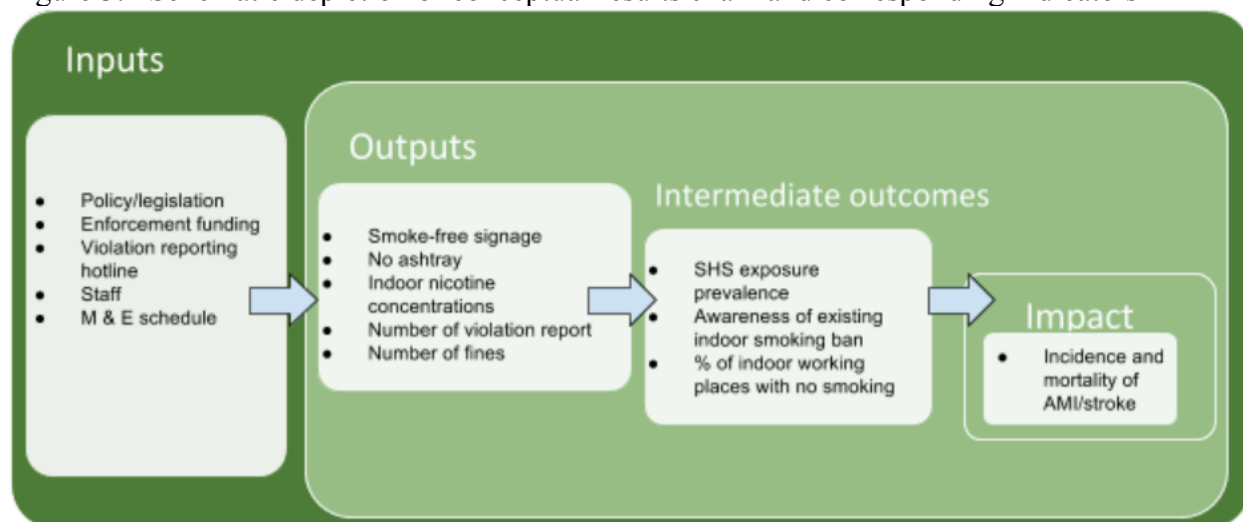 Inputs
Policy/legislation
Enforcement funding
Violation reporting
hotline
Staff
M & E schedule
Outputs
Smoke-free signage
No ashtray
Indoor nicotine
concentrations
Number of violation report
Number of fines
Intermediate outcomes
SHS exposure
prevalence
Awareness of existing
indoor smoking ban
% of indoor working
places with no smoking
Impact
Incidence and
mortality of
AMI/stroke